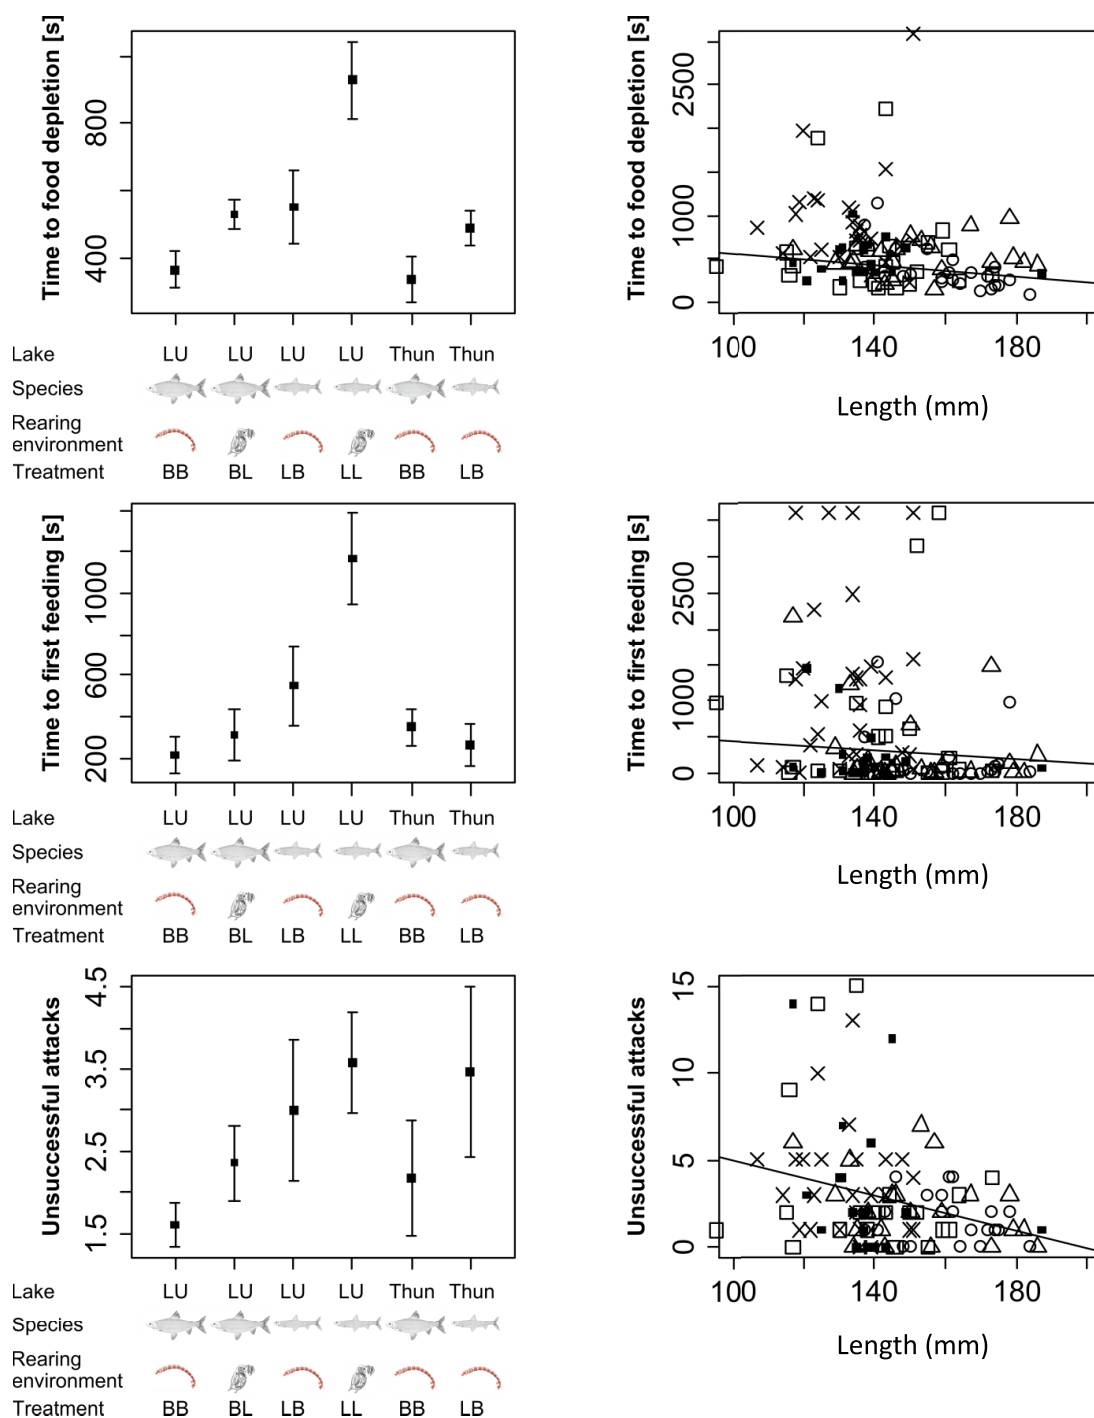 Time to food depletion [s]
800
400
Lake LU LU LU LU Thun Thun
Species
Rearing
environment
Treatment BB BL LB LL BB LB
Time to food depletion [s]
2500
1000
0
100 140 180
Length (mm)
Time to first feeding [s]
1000
600
200
Lake LU LU LU LU Thun Thun
Species
Rearing
environment
Treatment BB BL LB LL BB LB
Time to first feeding [s]
2500
1000
0
100 140 180
Length (mm)
Unsuccessful attacks
4.5
3.5
2.5
1.5
Lake LU LU LU LU Thun Thun
Species
Rearing
environment
Treatment BB BL LB LL BB LB
Unsuccessful attacks
15
10
5
0
100 140 180
Length (mm)